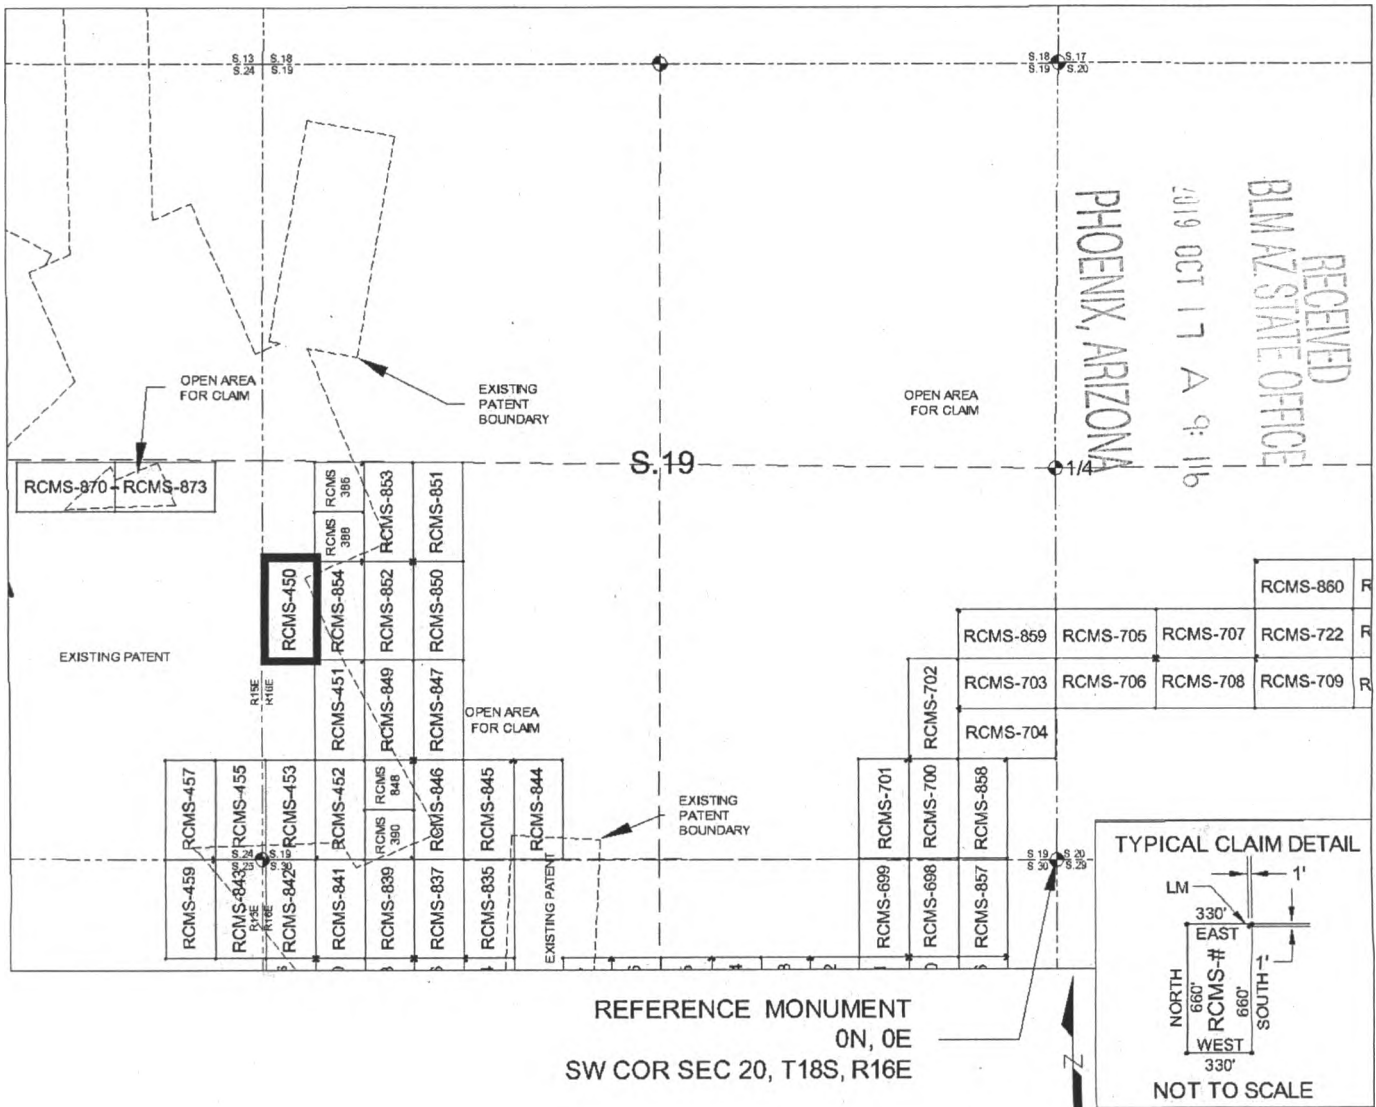 S.13 S.18
S.24 S.19
S.18 S.17
S.19 S.20
RECEIVED
BLM AZ STATE OFFICE
2019 OCT 17 A 9:16
PHOENIX, ARIZONA
OPEN AREA
FOR CLAIM
EXISTING
PATENT
BOUNDARY
OPEN AREA
FOR CLAIM
S.19
1/4
RCMS-870
RCMS-873
RCMS
386
RCMS
388
RCMS-853
RCMS-851
RCMS-450
RCMS-854
RCMS-852
RCMS-850
EXISTING PATENT
R15E
R16E
RCMS-451
RCMS-849
RCMS-847
OPEN AREA
FOR CLAIM
RCMS-860
R
RCMS-859
RCMS-705
RCMS-707
RCMS-722
R
RCMS-702
RCMS-703
RCMS-706
RCMS-708
RCMS-709
R
RCMS-704
RCMS-457
RCMS-455
RCMS-453
RCMS-452
RCMS
848
RCMS
390
RCMS-846
RCMS-845
RCMS-844
EXISTING
PATENT
BOUNDARY
RCMS-701
RCMS-700
RCMS-858
S.24 S.19
S.25 S.30
S.19 S.20
S.30 S.29
RCMS-459
RCMS-843
R15E
R16E
RCMS-842
RCMS-841
RCMS-839
RCMS-837
RCMS-835
EXISTING PATENT
RCMS-699
RCMS-698
RCMS-857
TYPICAL CLAIM DETAIL
1'
LM
330'
EAST
1'
NORTH
660'
RCMS-#
660'
SOUTH
WEST
330'
NOT TO SCALE
REFERENCE MONUMENT
0N, 0E
SW COR SEC 20, T18S, R16E
N